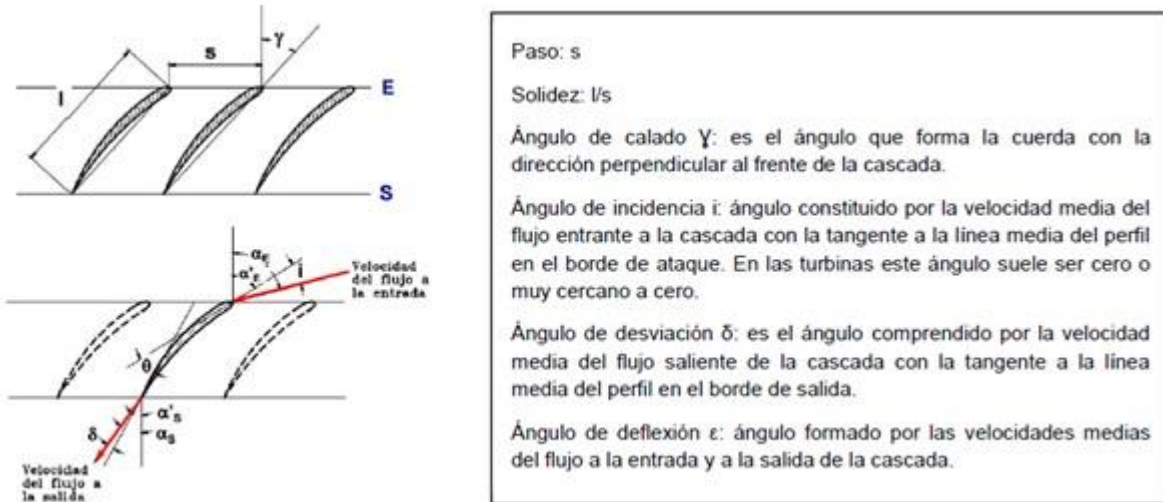 s
γ
l
E
S
α_E
α'_E
i
Velocidad
del flujo a
la entrada
θ
α'_S
α_S
δ
Velocidad
del flujo a
la salida
Paso: s
Solidez: l/s
Ángulo de calado Ɣ: es el ángulo que forma la cuerda con la
dirección perpendicular al frente de la cascada.
Ángulo de incidencia i: ángulo constituido por la velocidad media del
flujo entrante a la cascada con la tangente a la línea media del perfil
en el borde de ataque. En las turbinas este ángulo suele ser cero o
muy cercano a cero.
Ángulo de desviación δ: es el ángulo comprendido por la velocidad
media del flujo saliente de la cascada con la tangente a la línea
media del perfil en el borde de salida.
Ángulo de deflexión ε: ángulo formado por las velocidades medias
del flujo a la entrada y a la salida de la cascada.